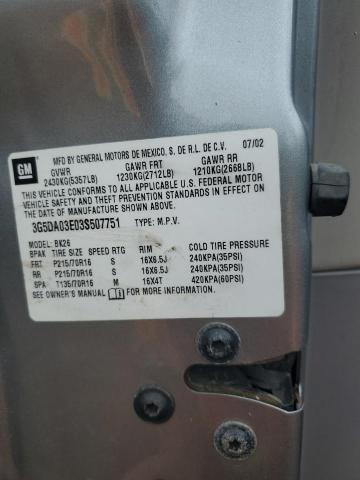 GM
MFD BY GENERAL MOTORS DE MEXICO, S. DE R.L. DE C.V. 07/02
GVWR GAWR FRT GAWR RR
2430KG(5357LB) 1230KG(2712LB) 1210KG(2668LB)
THIS VEHICLE CONFORMS TO ALL APPLICABLE U.S. FEDERAL MOTOR
VEHICLE SAFETY AND THEFT PREVENTION STANDARDS IN EFFECT ON
THE DATE OF MANUFACTURE SHOWN ABOVE.
3G5DA03E03S507751 TYPE: M.P.V.
MODEL: BK26
BPAK TIRE SIZE SPEED RTG RIM COLD TIRE PRESSURE
FRT P215/70R16 S 16X6.5J 240KPA(35PSI)
RR P215/70R16 S 16X6.5J 240KPA(35PSI)
SPA T135/70R16 M 16X4T 420KPA(60PSI)
SEE OWNER'S MANUAL FOR MORE INFORMATION.